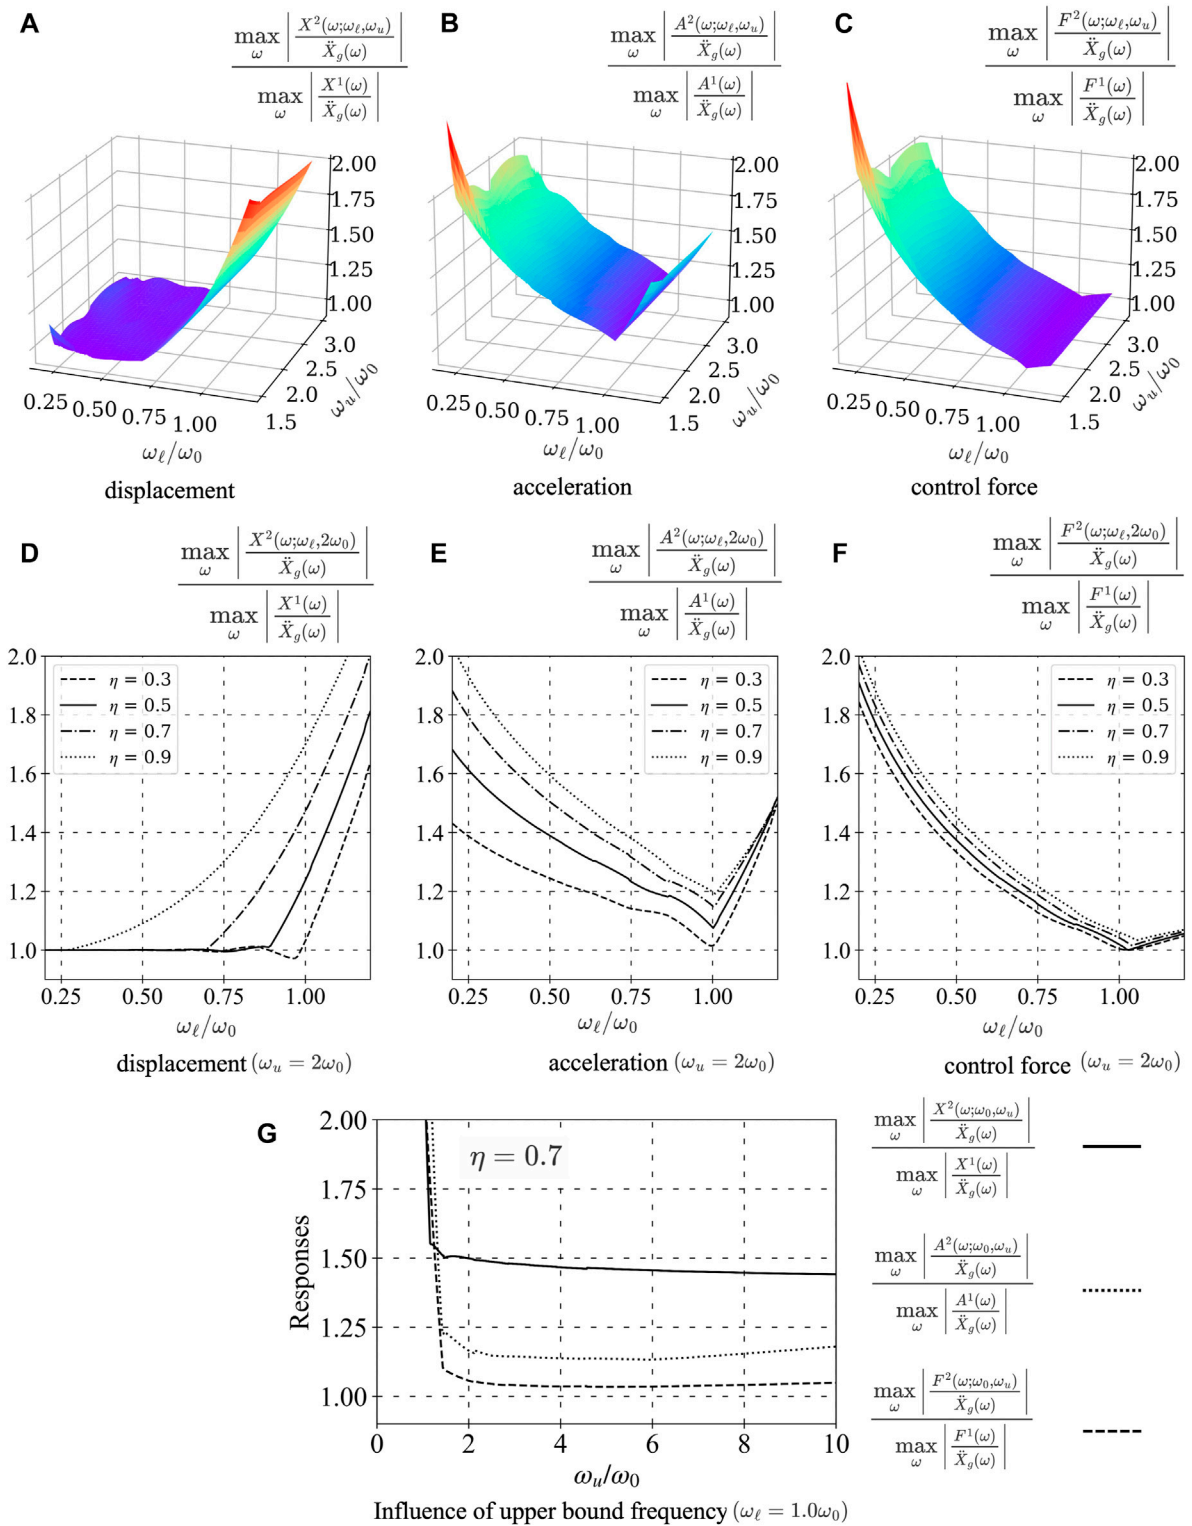 A
max_ω |X²(ω;ω_ℓ,ω_u) / Ẍ_g(ω)|
max_ω |X¹(ω) / Ẍ_g(ω)|
2.00
1.75
1.50
1.25
1.00
3.0
2.5
2.0
1.5
ω_u/ω_0
0.25 0.50 0.75 1.00
ω_ℓ/ω_0
displacement
B
max_ω |A²(ω;ω_ℓ,ω_u) / Ẍ_g(ω)|
max_ω |A¹(ω) / Ẍ_g(ω)|
2.00
1.75
1.50
1.25
1.00
3.0
2.5
2.0
1.5
ω_u/ω_0
0.25 0.50 0.75 1.00
ω_ℓ/ω_0
acceleration
C
max_ω |F²(ω;ω_ℓ,ω_u) / Ẍ_g(ω)|
max_ω |F¹(ω) / Ẍ_g(ω)|
2.00
1.75
1.50
1.25
1.00
3.0
2.5
2.0
1.5
ω_u/ω_0
0.25 0.50 0.75 1.00
ω_ℓ/ω_0
control force
D
max_ω |X²(ω;ω_ℓ,2ω_0) / Ẍ_g(ω)|
max_ω |X¹(ω) / Ẍ_g(ω)|
2.0
1.8
1.6
1.4
1.2
1.0
η = 0.3
η = 0.5
η = 0.7
η = 0.9
0.25 0.50 0.75 1.00
ω_ℓ/ω_0
displacement (ω_u = 2ω_0)
E
max_ω |A²(ω;ω_ℓ,2ω_0) / Ẍ_g(ω)|
max_ω |A¹(ω) / Ẍ_g(ω)|
2.0
1.8
1.6
1.4
1.2
1.0
η = 0.3
η = 0.5
η = 0.7
η = 0.9
0.25 0.50 0.75 1.00
ω_ℓ/ω_0
acceleration (ω_u = 2ω_0)
F
max_ω |F²(ω;ω_ℓ,2ω_0) / Ẍ_g(ω)|
max_ω |F¹(ω) / Ẍ_g(ω)|
2.0
1.8
1.6
1.4
1.2
1.0
η = 0.3
η = 0.5
η = 0.7
η = 0.9
0.25 0.50 0.75 1.00
ω_ℓ/ω_0
control force (ω_u = 2ω_0)
G
η = 0.7
2.00
1.75
1.50
1.25
1.00
Responses
0 2 4 6 8 10
ω_u/ω_0
Influence of upper bound frequency (ω_ℓ = 1.0ω_0)
max_ω |X²(ω;ω_0,ω_u) / Ẍ_g(ω)|
max_ω |X¹(ω) / Ẍ_g(ω)|
max_ω |A²(ω;ω_0,ω_u) / Ẍ_g(ω)|
max_ω |A¹(ω) / Ẍ_g(ω)|
max_ω |F²(ω;ω_0,ω_u) / Ẍ_g(ω)|
max_ω |F¹(ω) / Ẍ_g(ω)|